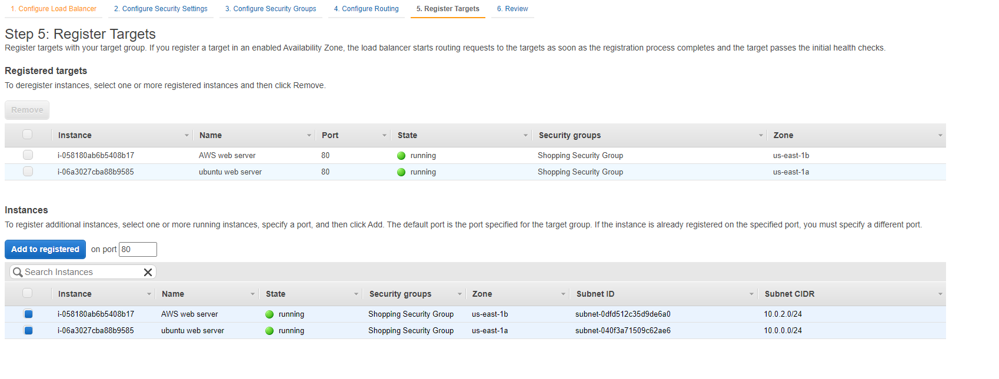 1. Configure Load Balancer 2. Configure Security Settings 3. Configure Security Groups 4. Configure Routing 5. Register Targets 6. Review
Step 5: Register Targets
Register targets with your target group. If you register a target in an enabled Availability Zone, the load balancer starts routing requests to the targets as soon as the registration process completes and the target passes the initial health checks.
Registered targets
To deregister instances, select one or more registered instances and then click Remove.
Remove
Instance Name Port State Security groups Zone
i-058180ab6b5408b17 AWS web server 80 running Shopping Security Group us-east-1b
i-06a3027cba88b9585 ubuntu web server 80 running Shopping Security Group us-east-1a
Instances
To register additional instances, select one or more running instances, specify a port, and then click Add. The default port is the port specified for the target group. If the instance is already registered on the specified port, you must specify a different port.
Add to registered on port 80
Search Instances
Instance Name State Security groups Zone Subnet ID Subnet CIDR
i-058180ab6b5408b17 AWS web server running Shopping Security Group us-east-1b subnet-0dfd512c35d9de6a0 10.0.2.0/24
i-06a3027cba88b9585 ubuntu web server running Shopping Security Group us-east-1a subnet-040f3a71509c62ae6 10.0.0.0/24